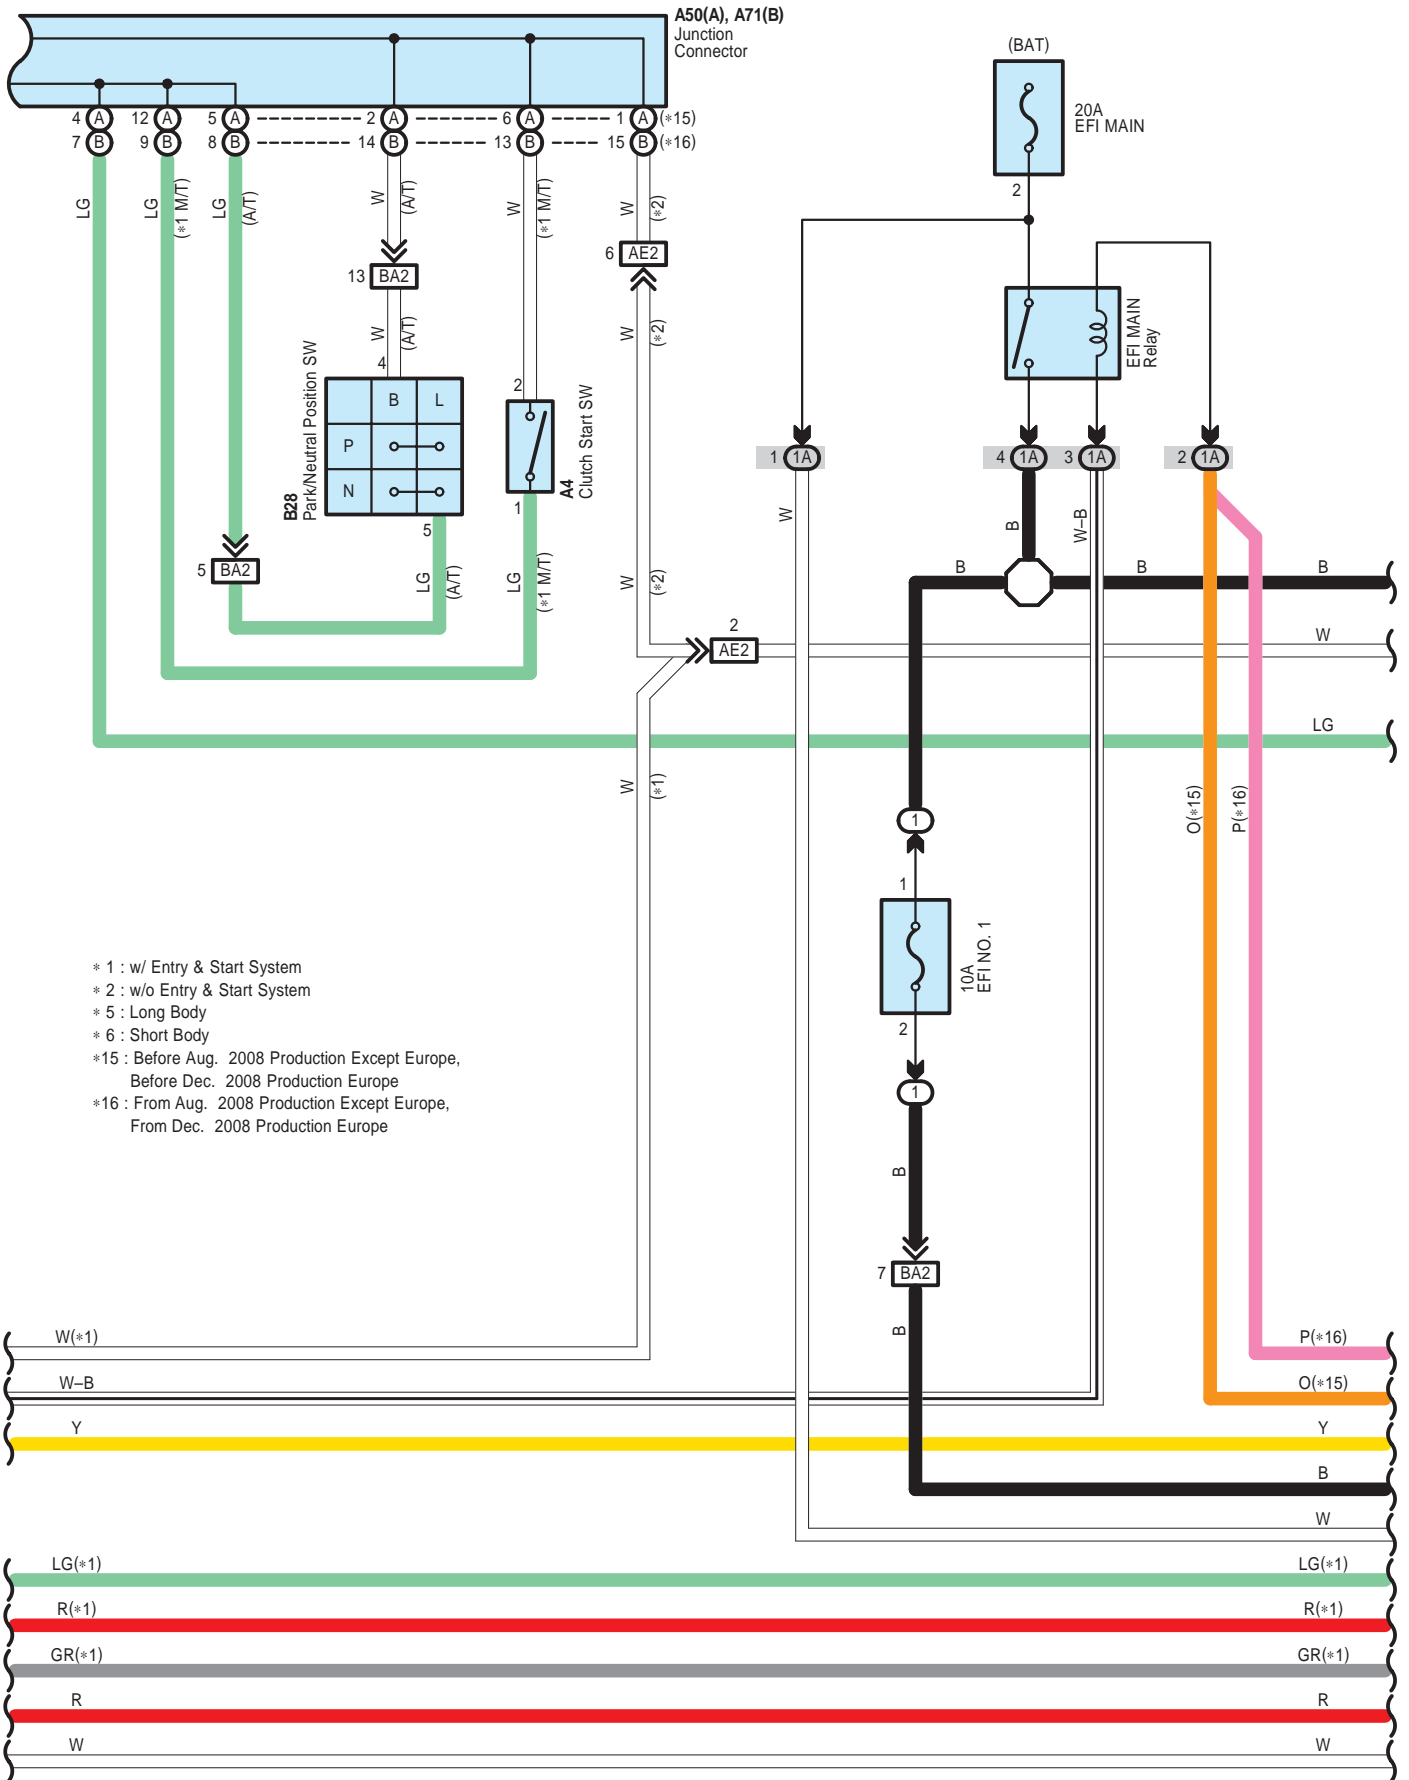 A50(A), A71(B)
Junction
Connector
4 A 12 A 5 A 2 A 6 A 1 A (*15)
7 B 9 B 8 B 14 B 13 B 15 B (*16)
LG
LG
(*1 M/T)
LG
(A/T)
W
(A/T)
W
(*1 M/T)
W
(*2)
13 BA2
6 AE2
W
(A/T)
W
(*2)
4
B L
P
N
5
B28
Park/Neutral Position SW
2
1
A4
Clutch Start SW
5 BA2
LG
(A/T)
LG
(*1 M/T)
W
(*2)
2
AE2
W
(*1)
(BAT)
20A
EFI MAIN
2
EFI MAIN
Relay
1 1A
4 1A
3 1A
2 1A
W
B
W–B
B
B
B
W
LG
O(*15)
P(*16)
1
1
10A
EFI NO. 1
2
1
B
7 BA2
B
* 1 : w/ Entry & Start System
* 2 : w/o Entry & Start System
* 5 : Long Body
* 6 : Short Body
*15 : Before Aug. 2008 Production Except Europe,
Before Dec. 2008 Production Europe
*16 : From Aug. 2008 Production Except Europe,
From Dec. 2008 Production Europe
W(*1) P(*16)
W–B O(*15)
Y Y
B
W
LG(*1) LG(*1)
R(*1) R(*1)
GR(*1) GR(*1)
R R
W W